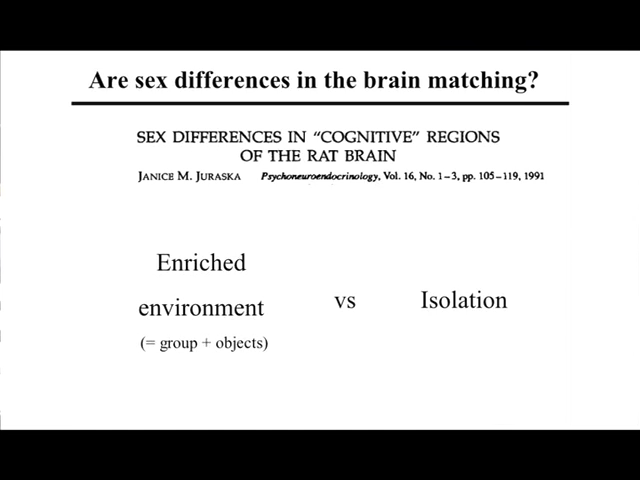 Are sex differences in the brain matching?
SEX DIFFERENCES IN "COGNITIVE" REGIONS
OF THE RAT BRAIN
JANICE M. JURASKA Psychoneuroendocrinology, Vol. 16, No. 1–3, pp. 105–119, 1991
Enriched
environment
(= group + objects)
vs
Isolation